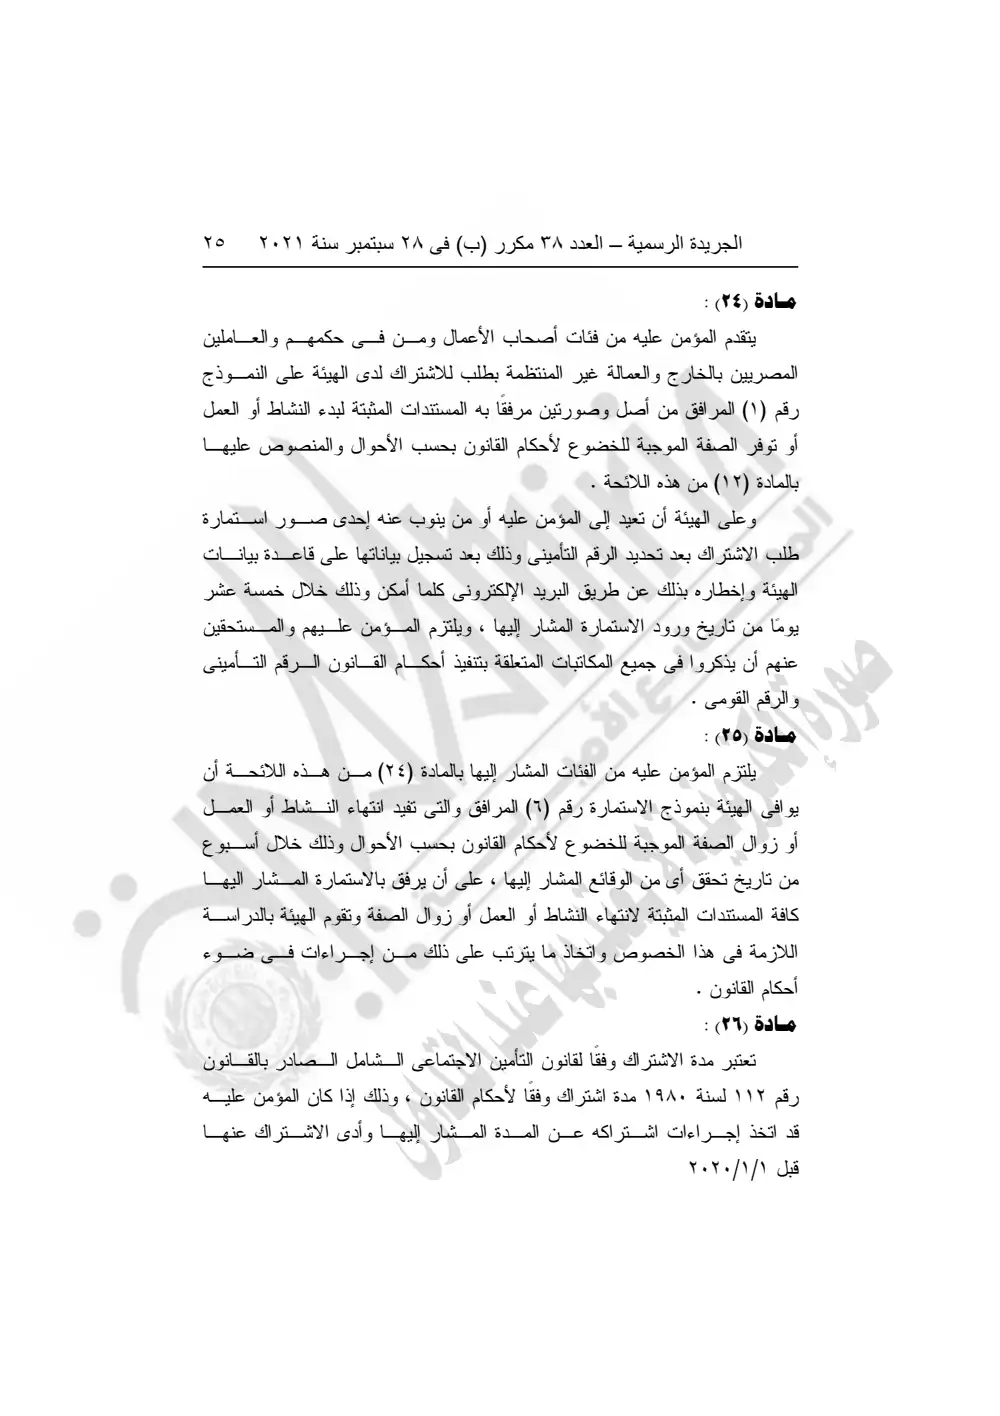 الجريدة الرسمية – العدد ٣٨ مكرر (ب) فى ٢٨ سبتمبر سنة ٢٠٢١ ٢٥
مادة (٢٤) :
يتقدم المؤمن عليه من فئات أصحاب الأعمال ومن فى حكمهم والعاملين
المصريين بالخارج والعمالة غير المنتظمة بطلب للاشتراك لدى الهيئة على النموذج
رقم (١) المرافق من أصل وصورتين مرفقًا به المستندات المثبتة لبدء النشاط أو العمل
أو توفر الصفة الموجبة للخضوع لأحكام القانون بحسب الأحوال والمنصوص عليها
بالمادة (١٢) من هذه اللائحة .
وعلى الهيئة أن تعيد إلى المؤمن عليه أو من ينوب عنه إحدى صور استمارة
طلب الاشتراك بعد تحديد الرقم التأمينى وذلك بعد تسجيل بياناتها على قاعدة بيانات
الهيئة وإخطاره بذلك عن طريق البريد الإلكترونى كلما أمكن وذلك خلال خمسة عشر
يومًا من تاريخ ورود الاستمارة المشار إليها ، ويلتزم المؤمن عليهم والمستحقين
عنهم أن يذكروا فى جميع المكاتبات المتعلقة بتنفيذ أحكام القانون الرقم التأمينى
والرقم القومى .
مادة (٢٥) :
يلتزم المؤمن عليه من الفئات المشار إليها بالمادة (٢٤) من هذه اللائحة أن
يوافى الهيئة بنموذج الاستمارة رقم (٦) المرافق والتى تفيد انتهاء النشاط أو العمل
أو زوال الصفة الموجبة للخضوع لأحكام القانون بحسب الأحوال وذلك خلال أسبوع
من تاريخ تحقق أى من الوقائع المشار إليها ، على أن يرفق بالاستمارة المشار اليها
كافة المستندات المثبتة لانتهاء النشاط أو العمل أو زوال الصفة وتقوم الهيئة بالدراسة
اللازمة فى هذا الخصوص واتخاذ ما يترتب على ذلك من إجراءات فى ضوء
أحكام القانون .
مادة (٢٦) :
تعتبر مدة الاشتراك وفقًا لقانون التأمين الاجتماعى الشامل الصادر بالقانون
رقم ١١٢ لسنة ١٩٨٠ مدة اشتراك وفقًا لأحكام القانون ، وذلك إذا كان المؤمن عليه
قد اتخذ إجراءات اشتراكه عن المدة المشار إليها وأدى الاشتراك عنها
قبل ٢٠٢٠/١/١
صورة إلكترونية لا يعتد بها عند التداول